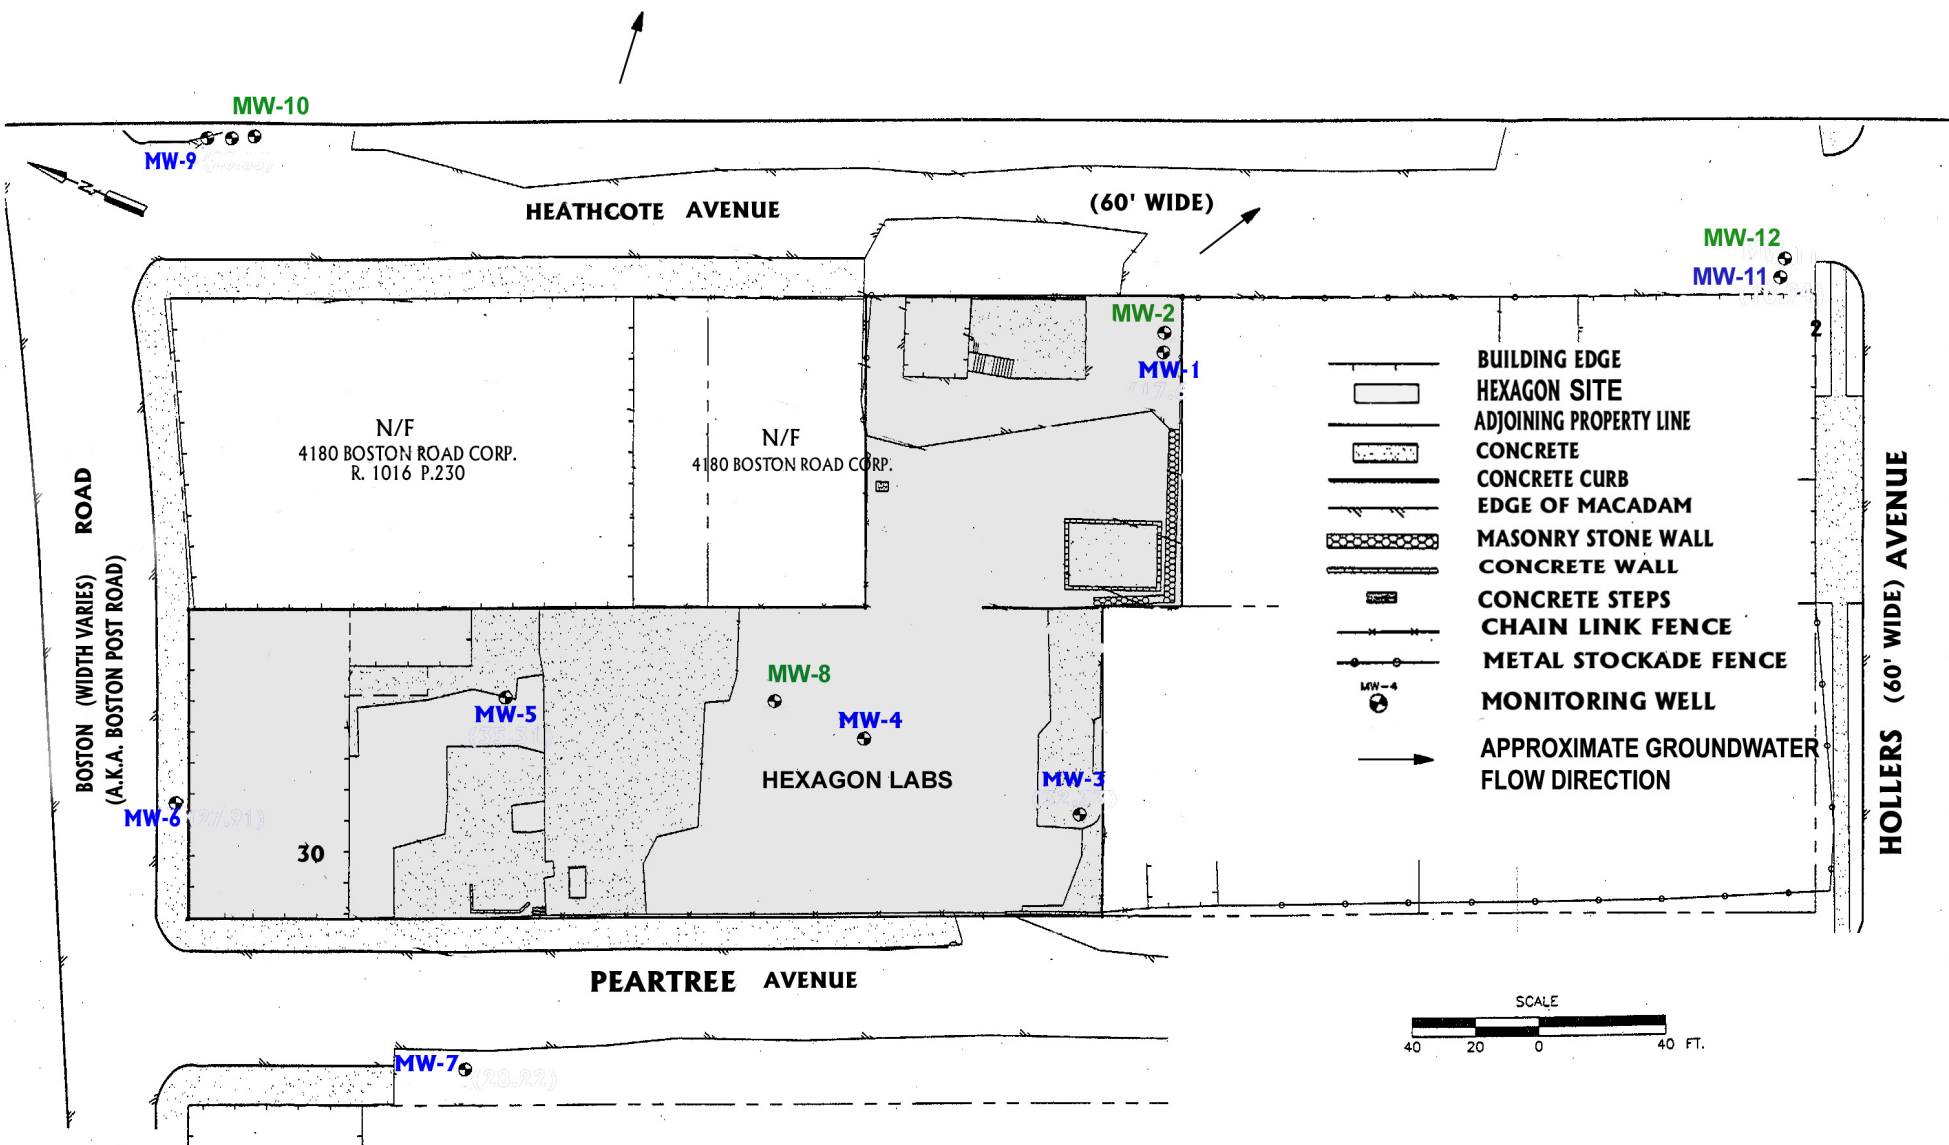 MW-10
MW-9
N
HEATHCOTE AVENUE
(60' WIDE)
MW-12
MW-11
MW-2
MW-1
2
N/F
4180 BOSTON ROAD CORP.
R. 1016 P.230
N/F
4180 BOSTON ROAD CORP.
BUILDING EDGE
HEXAGON SITE
ADJOINING PROPERTY LINE
CONCRETE
CONCRETE CURB
EDGE OF MACADAM
MASONRY STONE WALL
CONCRETE WALL
CONCRETE STEPS
CHAIN LINK FENCE
METAL STOCKADE FENCE
MW-4
MONITORING WELL
APPROXIMATE GROUNDWATER
FLOW DIRECTION
BOSTON (WIDTH VARIES) ROAD
(A.K.A. BOSTON POST ROAD)
HOLLERS (60' WIDE) AVENUE
MW-8
MW-5
MW-4
HEXAGON LABS
MW-3
MW-6
(27.91)
30
PEARTREE AVENUE
MW-7
(28.22)
SCALE
40 20 0 40 FT.